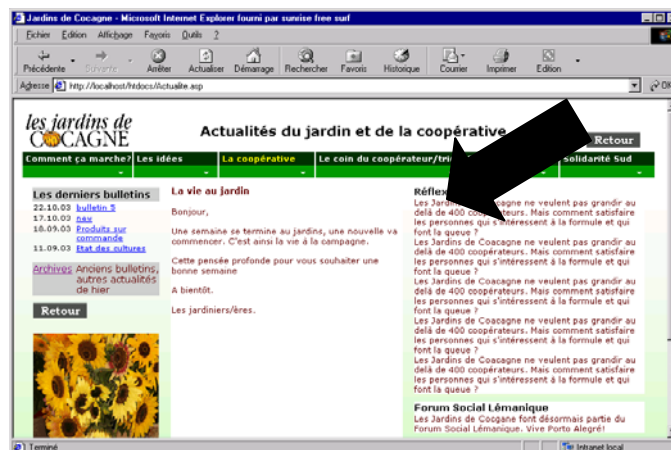 Jardins de Cocagne - Microsoft Internet Explorer fourni par sunrise free surf
Fichier Edition Affichage Favoris Outils ?
Précédente Suivante Arrêter Actualiser Démarrage Rechercher Favoris Historique Courrier Imprimer Edition
Adresse http://localhost/htdocs/Actualite.asp OK
les jardins de
COCAGNE
Actualités du jardin et de la coopérative
Retour
Comment ça marche? Les idées La coopérative Le coin du coopérateur/tri Solidarité Sud
Les derniers bulletins
22.10.03 bulletin 5
17.10.03 nax
16.09.03 Produits sur
commande
11.09.03 Etat des cultures
Archives Anciens bulletins,
autres actualités
de hier
Retour
La vie au jardin
Bonjour,
Une semaine se termine au jardins, une nouvelle va
commencer. C'est ainsi la vie à la campagne.
Cette pensée profonde pour vous souhaiter une
bonne semaine
A bientôt.
Les jardiniers/ères.
Réflex
Les Jardins de Coacagne ne veulent pas grandir au
delà de 400 coopérateurs. Mais comment satisfaire
les personnes qui s'intéressent à la formule et qui
font la queue ?
Les Jardins de Coacagne ne veulent pas grandir au
delà de 400 coopérateurs. Mais comment satisfaire
les personnes qui s'intéressent à la formule et qui
font la queue ?
Les Jardins de Coacagne ne veulent pas grandir au
delà de 400 coopérateurs. Mais comment satisfaire
les personnes qui s'intéressent à la formule et qui
font la queue ?
Les Jardins de Coacagne ne veulent pas grandir au
delà de 400 coopérateurs. Mais comment satisfaire
les personnes qui s'intéressent à la formule et qui
font la queue ?
Les Jardins de Coacagne ne veulent pas grandir au
delà de 400 coopérateurs. Mais comment satisfaire
les personnes qui s'intéressent à la formule et qui
font la queue ?
Forum Social Lémanique
Les Jardins de Cocgane font désormais partie du
Forum Social Lémanique. Vive Porto Alegré!
Terminé Intranet local